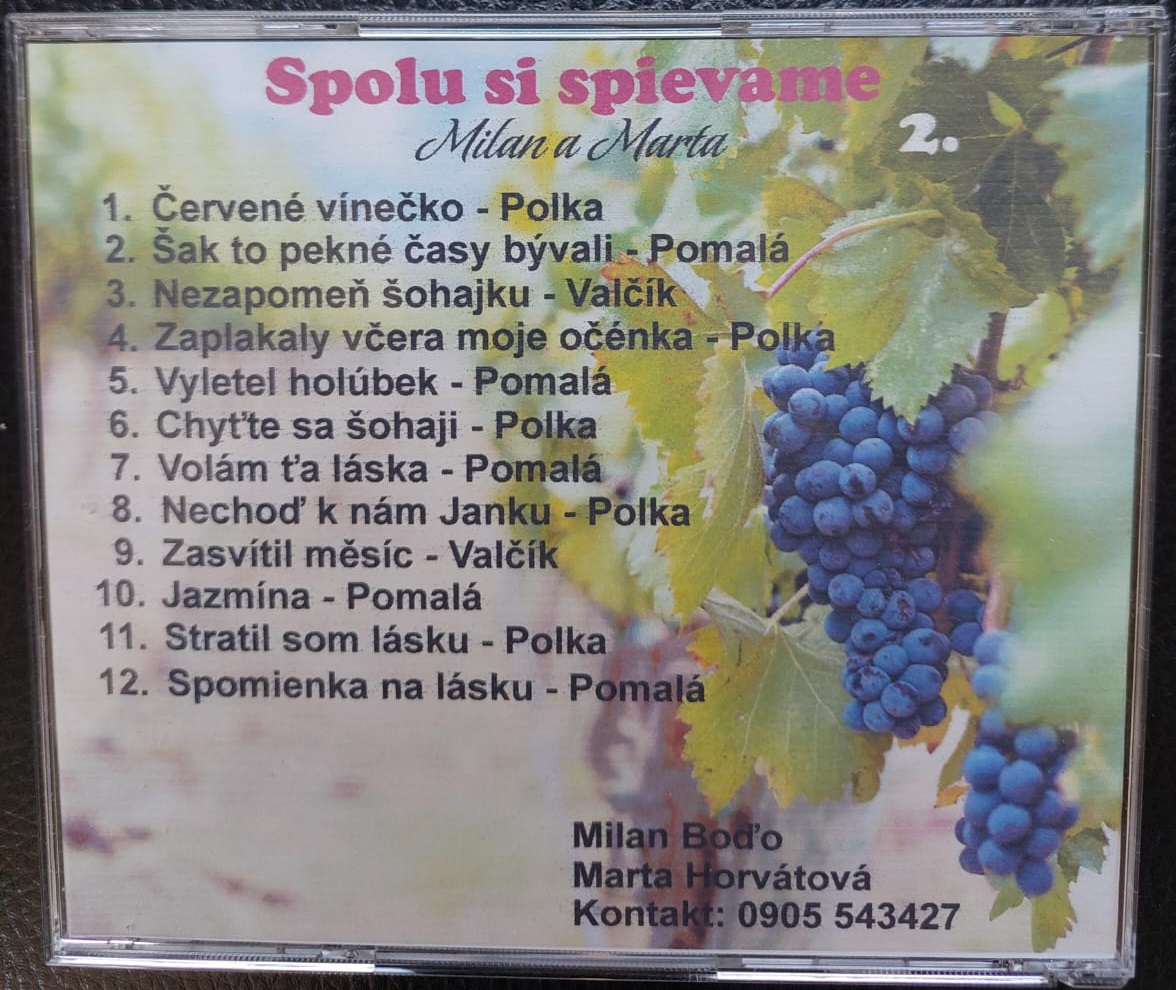 Spolu si spievame
Milan a Marta
2.
1. Červené vínečko - Polka
2. Šak to pekné časy bývali - Pomalá
3. Nezapomeň šohajku - Valčík
4. Zaplakaly včera moje očénka - Polka
5. Vyletel holúbek - Pomalá
6. Chyťte sa šohaji - Polka
7. Volám ťa láska - Pomalá
8. Nechoď k nám Janku - Polka
9. Zasvítil měsíc - Valčík
10. Jazmína - Pomalá
11. Stratil som lásku - Polka
12. Spomienka na lásku - Pomalá
Milan Boďo
Marta Horvátová
Kontakt: 0905 543427